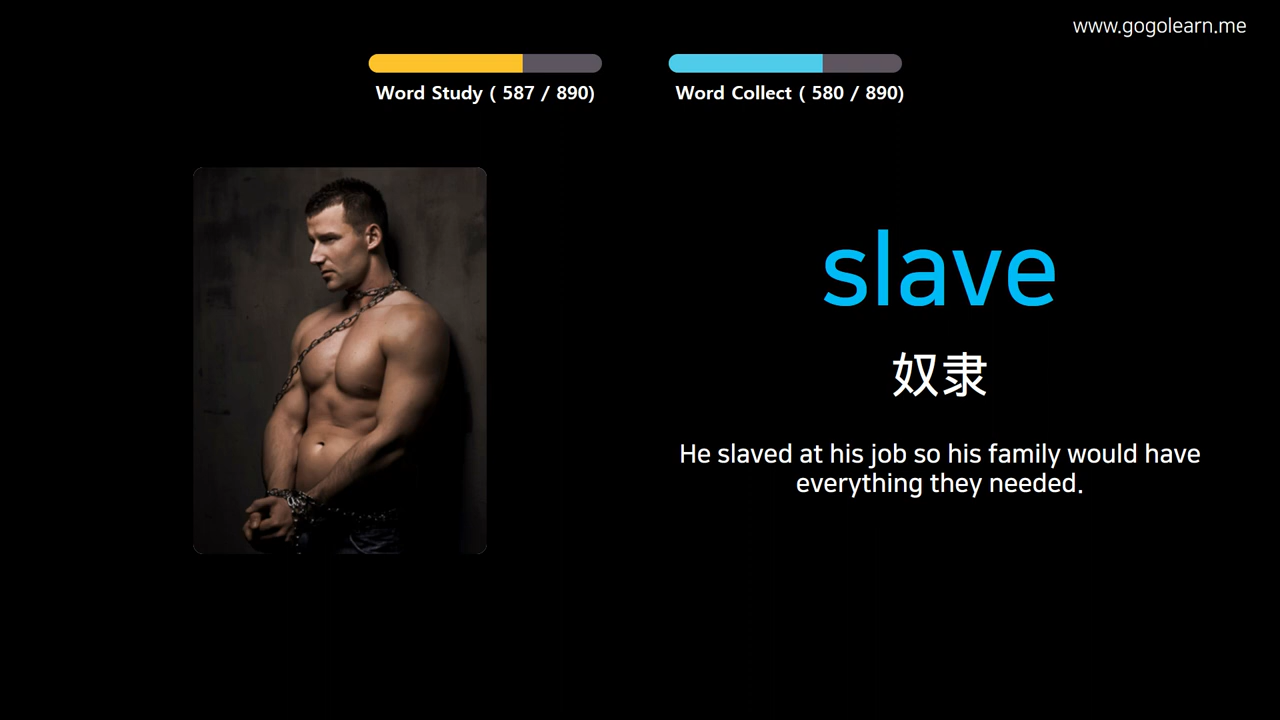 www.gogolearn.me
Word Study ( 587 / 890)
Word Collect ( 580 / 890)
slave
奴隶
He slaved at his job so his family would have
everything they needed.